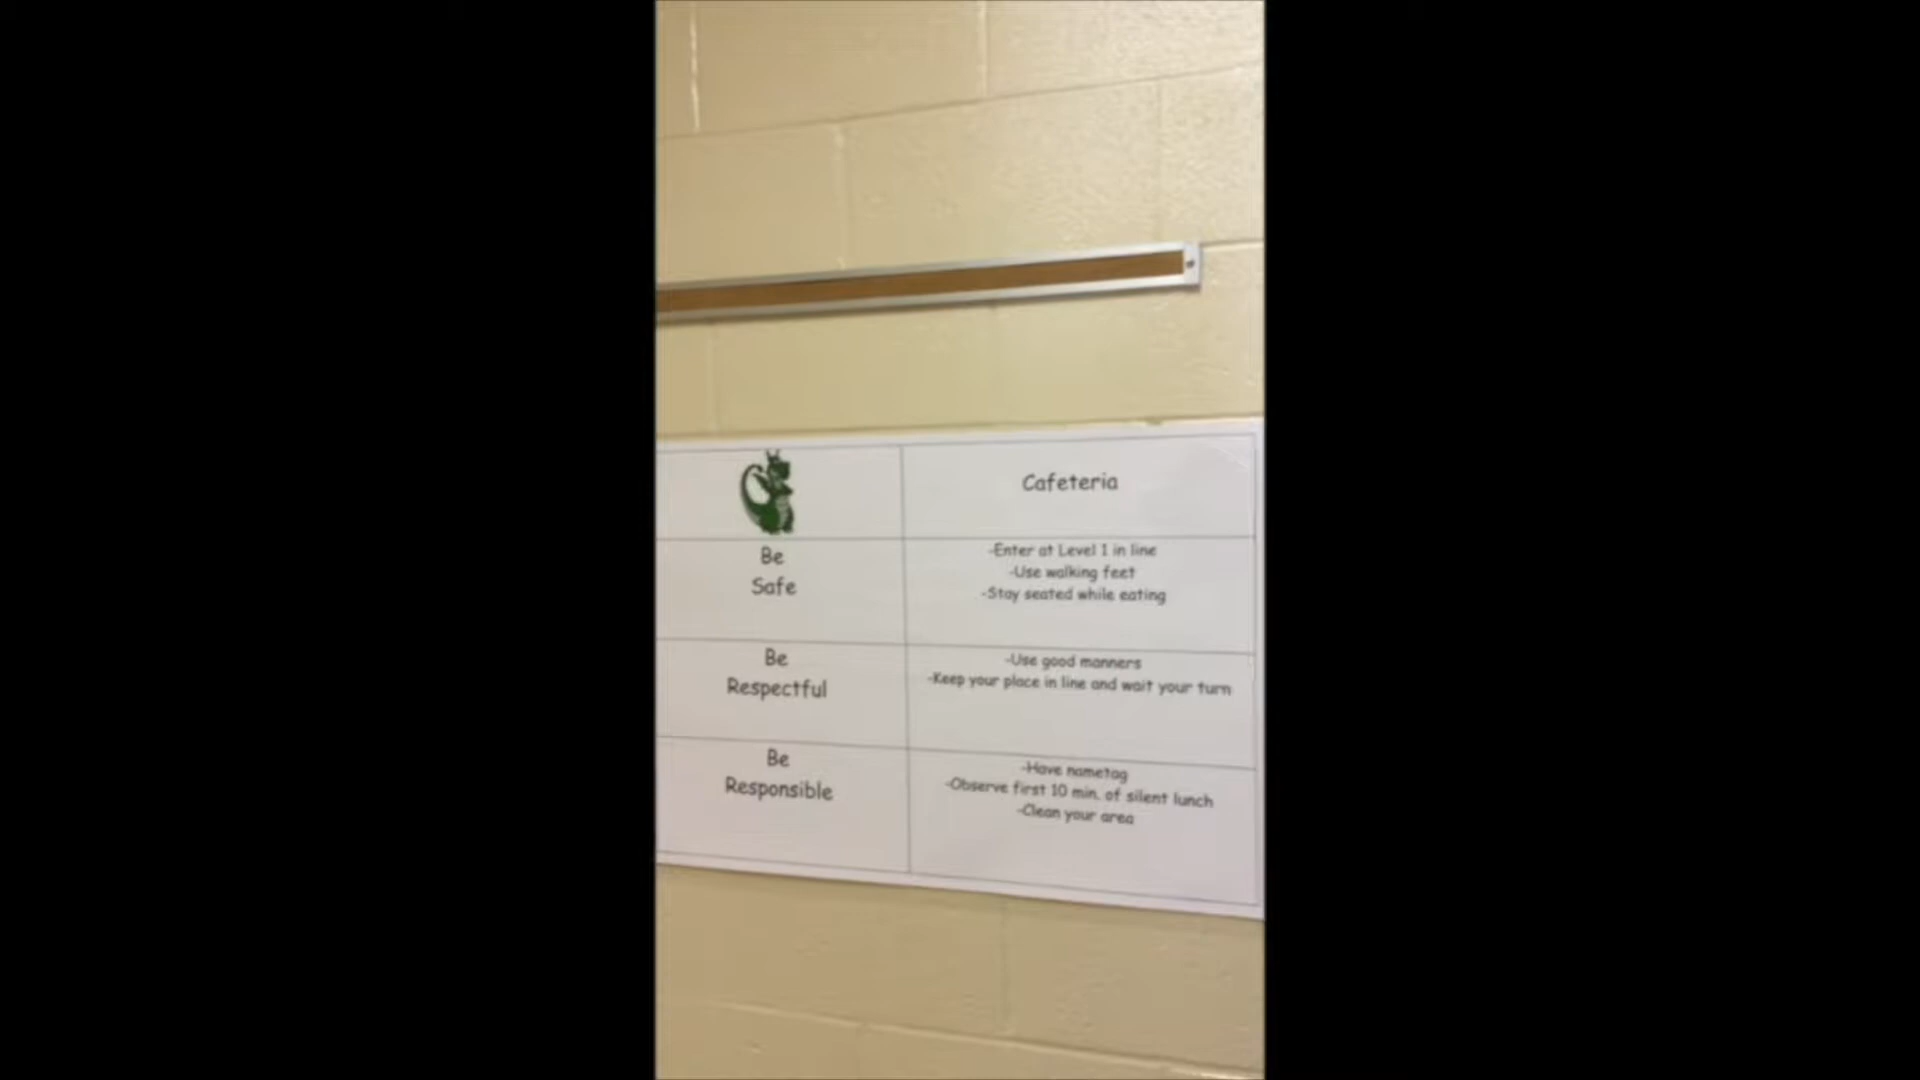 Cafeteria
Be
Safe
-Enter at Level 1 in line
-Use walking feet
-Stay seated while eating
Be
Respectful
-Use good manners
-Keep your place in line and wait your turn
Be
Responsible
-Have nametag
-Observe first 10 min. of silent lunch
-Clean your area